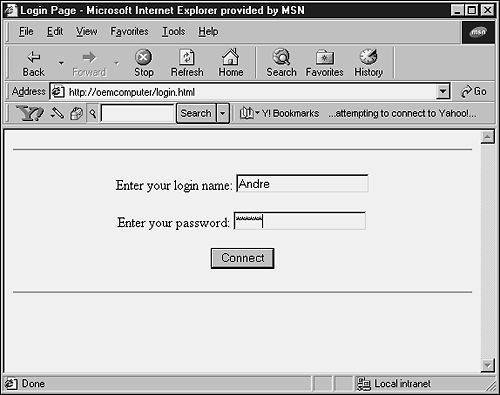 Login Page - Microsoft Internet Explorer provided by MSN
File Edit View Favorites Tools Help
msn
Back Forward Stop Refresh Home Search Favorites History
Address http://oemcomputer/login.html Go
Y! Search Y! Bookmarks ...attempting to connect to Yahoo!...
Enter your login name: Andre
Enter your password: ******
Connect
Done Local intranet